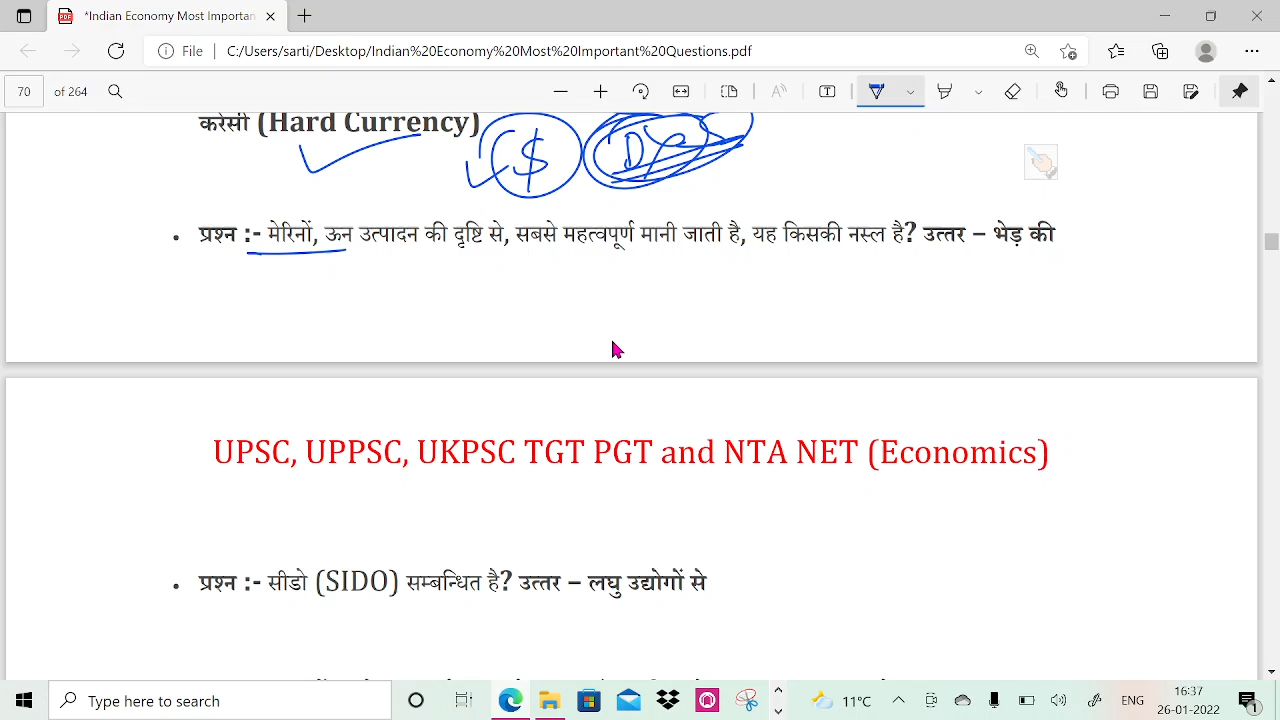 *Indian Economy Most Importan
File C:/Users/sarti/Desktop/Indian%20Economy%20Most%20Important%20Questions.pdf
70 of 264
करेंसी (Hard Currency) $
प्रश्न :- मेरिनों, ऊन उत्पादन की दृष्टि से, सबसे महत्वपूर्ण मानी जाती है, यह किसकी नस्ल है? उत्तर – भेड़ की
UPSC, UPPSC, UKPSC TGT PGT and NTA NET (Economics)
प्रश्न :- सीडो (SIDO) सम्बन्धित है? उत्तर – लघु उद्योगों से
Type here to search
11°C ENG 16:37
26-01-2022